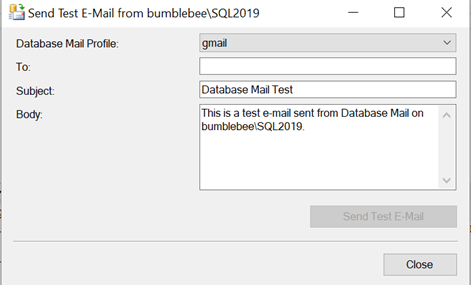 Send Test E-Mail from bumblebee\SQL2019
Database Mail Profile:
gmail
To:
Subject:
Database Mail Test
Body:
This is a test e-mail sent from Database Mail on
bumblebee\SQL2019.
Send Test E-Mail
Close